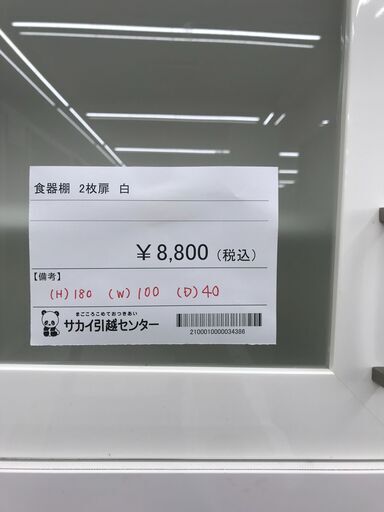 食器棚 2枚扉 白
￥8,800（税込）
【備考】
(H)180 (W)100 (D)40
まごころこめておつきあい
サカイ引越センター
2100010000034386